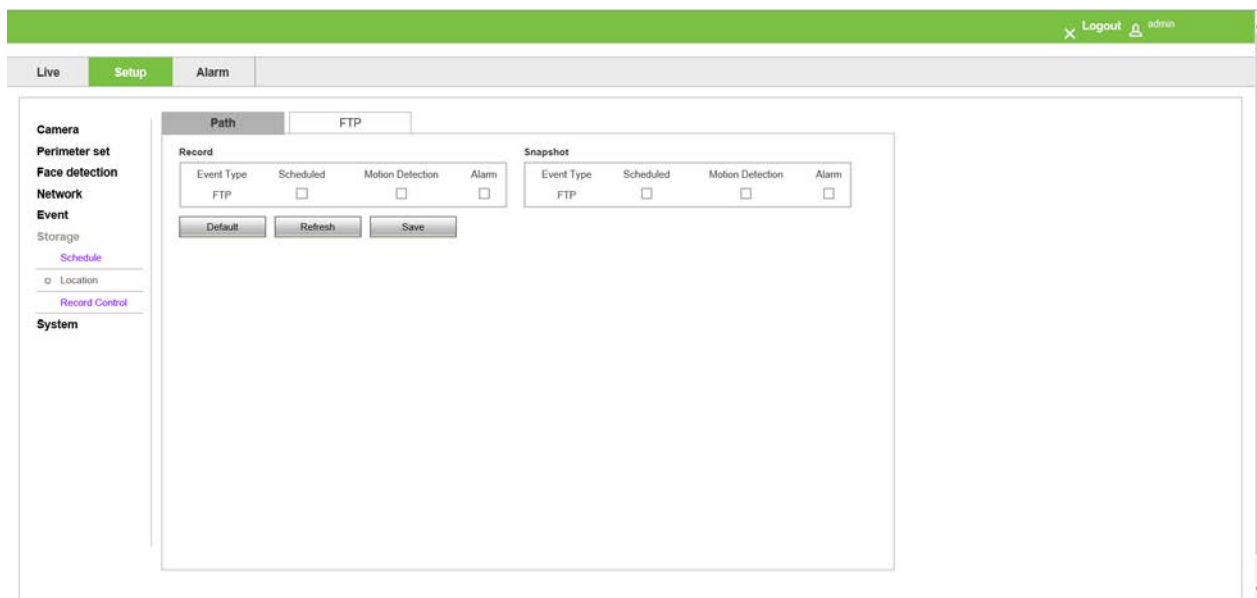 Logout admin
Live Setup Alarm
Camera
Perimeter set
Face detection
Network
Event
Storage
Schedule
Location
Record Control
System
Path FTP
Record
Event Type Scheduled Motion Detection Alarm
FTP
Snapshot
Event Type Scheduled Motion Detection Alarm
FTP
Default Refresh Save